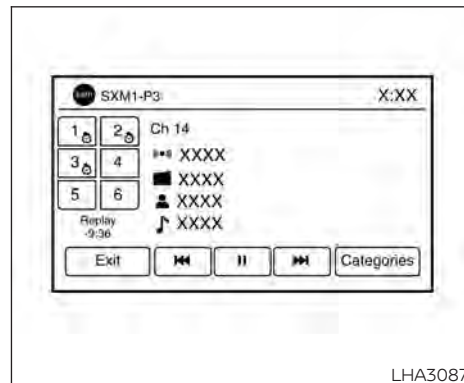 SXM1-P3 X:XX
1 2 Ch 14
XXXX
3 4
XXXX
5 6 XXXX
Replay XXXX
-9:36
Exit Categories
LHA3087